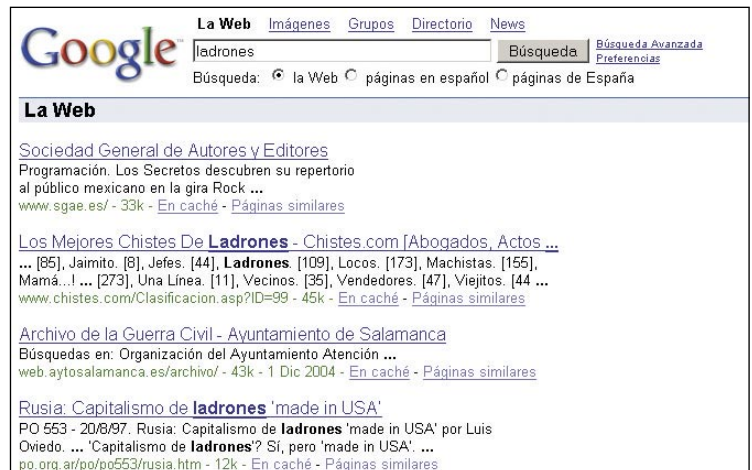 La Web Imágenes Grupos Directorio News
Google™
ladrones Búsqueda Búsqueda Avanzada
Preferencias
Búsqueda: la Web páginas en español páginas de España
La Web
Sociedad General de Autores y Editores
Programación. Los Secretos descubren su repertorio
al público mexicano en la gira Rock ...
www.sgae.es/ - 33k - En caché - Páginas similares
Los Mejores Chistes De Ladrones - Chistes.com [Abogados, Actos ...
... [85], Jaimito. [8], Jefes. [44], Ladrones. [109], Locos. [173], Machistas. [155],
Mamá...! ... [273], Una Línea. [11], Vecinos. [35], Vendedores. [47], Viejitos. [44 ...
www.chistes.com/Clasificacion.asp?ID=99 - 45k - En caché - Páginas similares
Archivo de la Guerra Civil - Ayuntamiento de Salamanca
Búsquedas en: Organización del Ayuntamiento Atención ...
web.aytosalamanca.es/archivo/ - 43k - 1 Dic 2004 - En caché - Páginas similares
Rusia: Capitalismo de ladrones 'made in USA'
PO 553 - 20/8/97. Rusia: Capitalismo de ladrones 'made in USA' por Luis
Oviedo. ... 'Capitalismo de ladrones'? Sí, pero 'made in USA'. ...
po.org.ar/po/po553/rusia.htm - 12k - En caché - Páginas similares